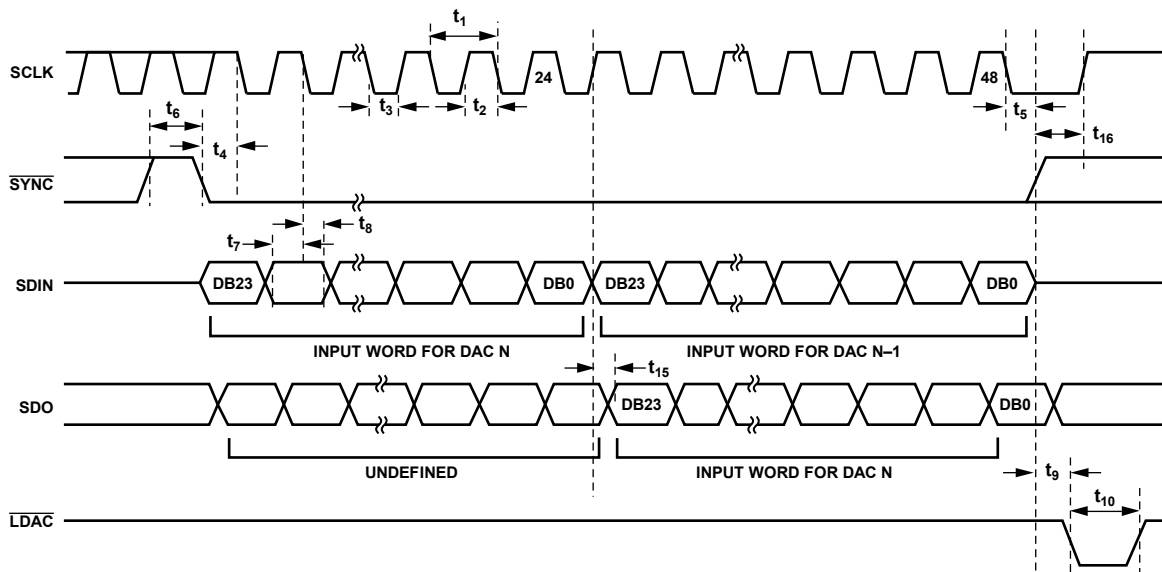 t1
SCLK
24
48
t3
t2
t5
t6
t4
t16
SYNC
t8
t7
SDIN
DB23
DB0
DB23
DB0
INPUT WORD FOR DAC N
INPUT WORD FOR DAC N–1
t15
SDO
DB23
DB0
UNDEFINED
INPUT WORD FOR DAC N
t9
t10
LDAC